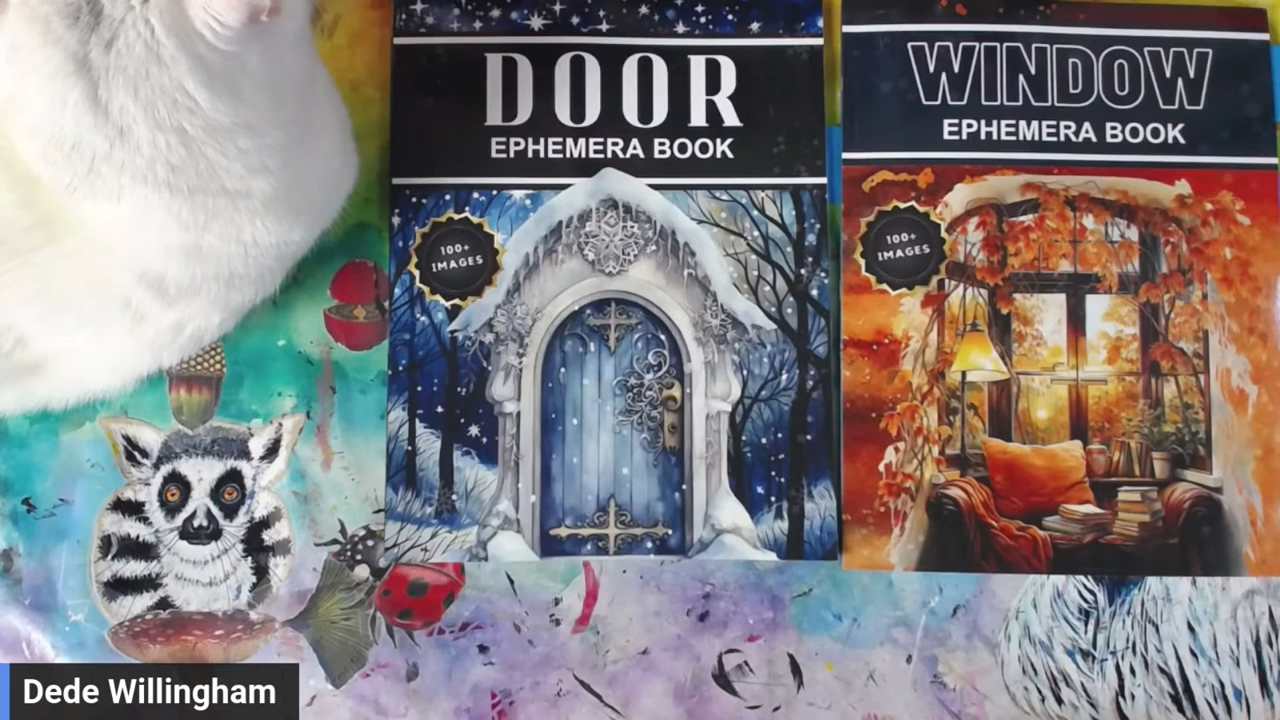 DOOR
EPHEMERA BOOK
100+
IMAGES
WINDOW
EPHEMERA BOOK
100+
IMAGES
Dede Willingham